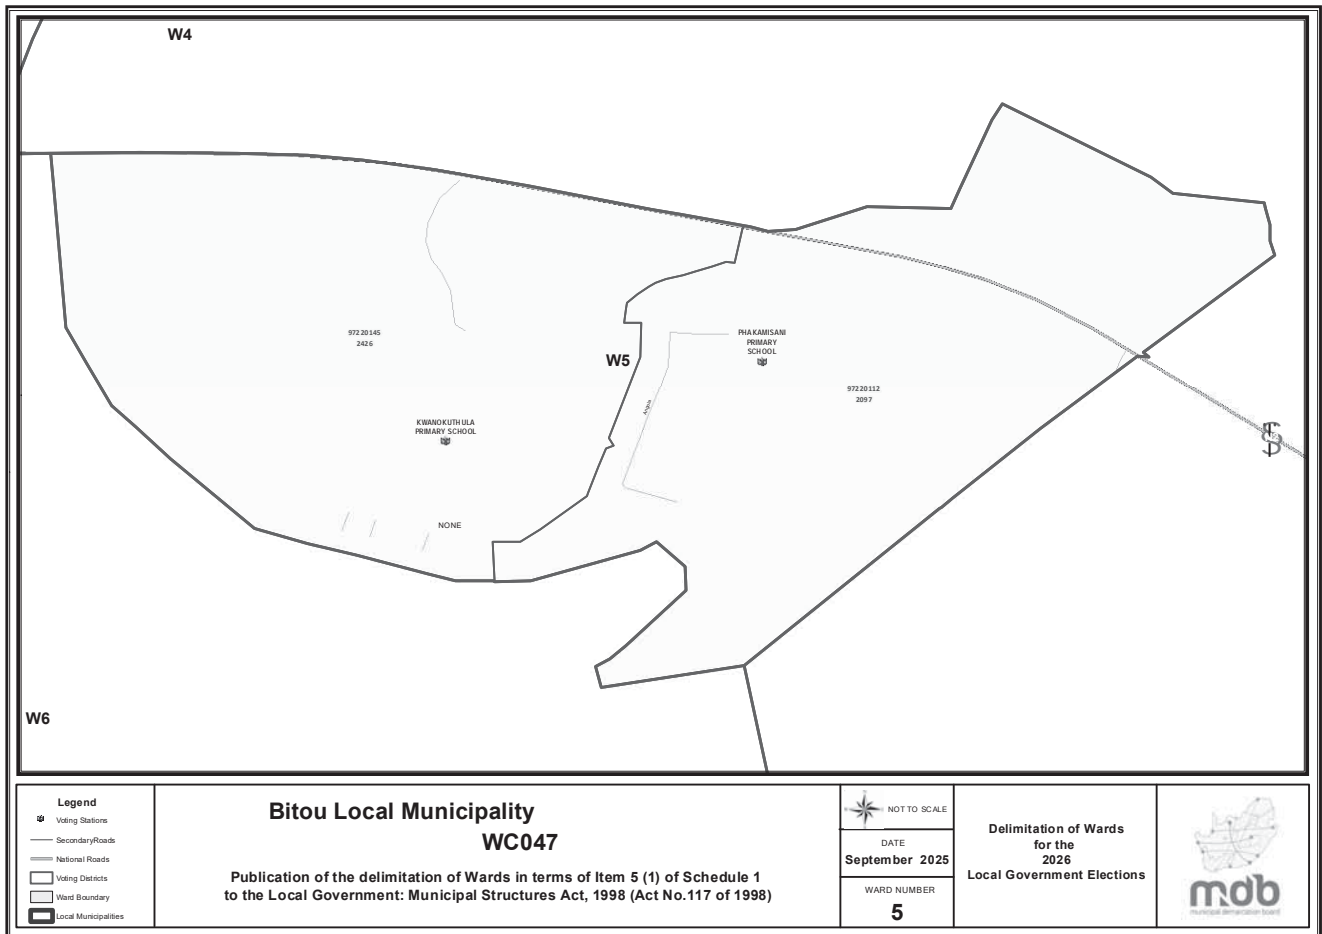 W4
97220145
2426
W5
PHAKAMISANI
PRIMARY
SCHOOL
97220112
2097
Angola
KWANOKUTHULA
PRIMARY SCHOOL
NONE
W6
Legend
Voting Stations
SecondaryRoads
National Roads
Voting Districts
Ward Boundary
Local Municipalities
Bitou Local Municipality
WC047
Publication of the delimitation of Wards in terms of Item 5 (1) of Schedule 1
to the Local Government: Municipal Structures Act, 1998 (Act No.117 of 1998)
NOT TO SCALE
DATE
September 2025
WARD NUMBER
5
Delimitation of Wards
for the
2026
Local Government Elections
mdb
municipal demarcation board